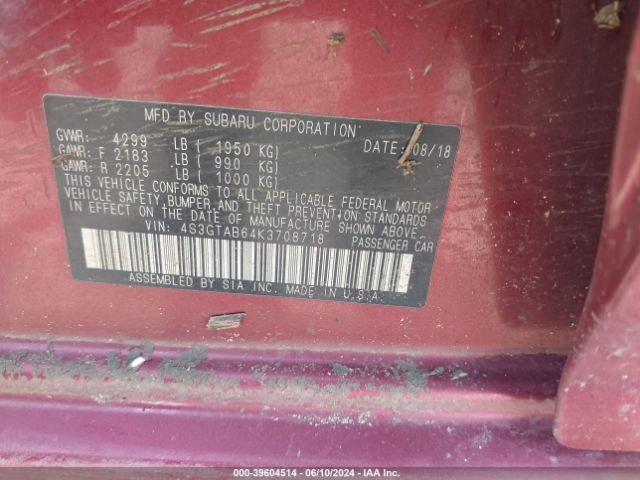 MFD BY SUBARU CORPORATION
GVWR: 4299 LB ( 1950 KG) DATE: 08/18
GAWR: F 2183 LB ( 990 KG)
GAWR: R 2205 LB ( 1000 KG)
THIS VEHICLE CONFORMS TO ALL APPLICABLE FEDERAL MOTOR
VEHICLE SAFETY, BUMPER, AND THEFT PREVENTION STANDARDS
IN EFFECT ON THE DATE OF MANUFACTURE SHOWN ABOVE.
VIN: 4S3GTAB64K3708718 PASSENGER CAR
ASSEMBLED BY SIA INC. MADE IN U.S.A.
000-39604514 - 06/10/2024 - IAA Inc.